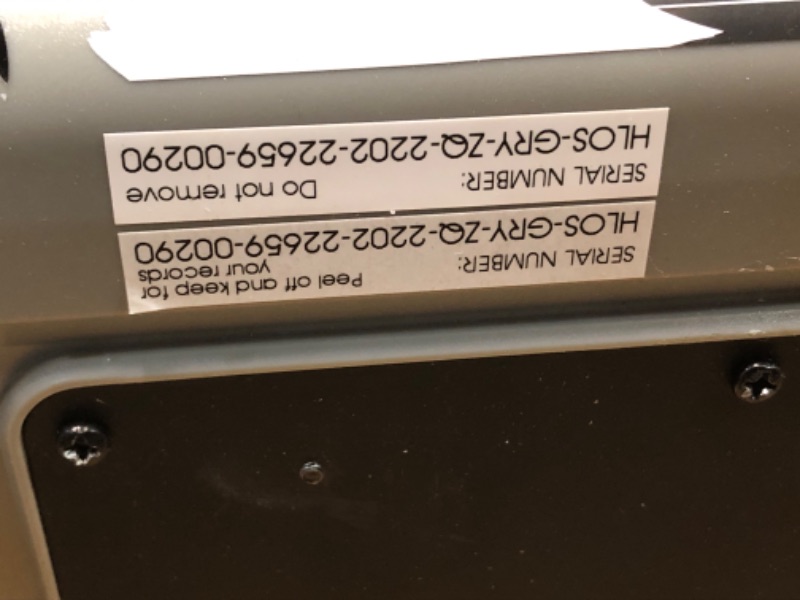 SERIAL NUMBER: Peel off and keep for
your records
HLOS-GRY-ZQ-2202-22659-00290
SERIAL NUMBER: Do not remove
HLOS-GRY-ZQ-2202-22659-00290